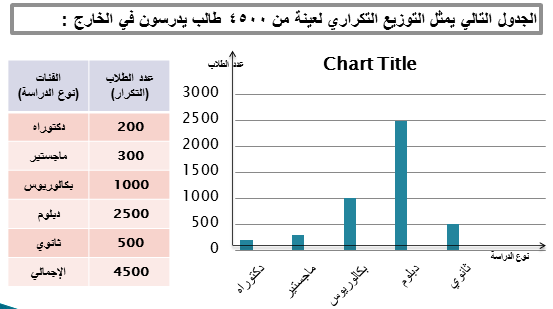 الجدول التالي يمثل التوزيع التكراري لعينة من ٤٥٠٠ طالب يدرسون في الخارج :
الفئات عدد الطلاب
(نوع الدراسة) (التكرار)
دكتوراه 200
ماجستير 300
بكالوريوس 1000
دبلوم 2500
ثانوي 500
الإجمالي 4500
Chart Title
عدد الطلاب
3000
2500
2000
1500
1000
500
0
دكتوراه
ماجستير
بكالوريوس
دبلوم
ثانوي
نوع الدراسة